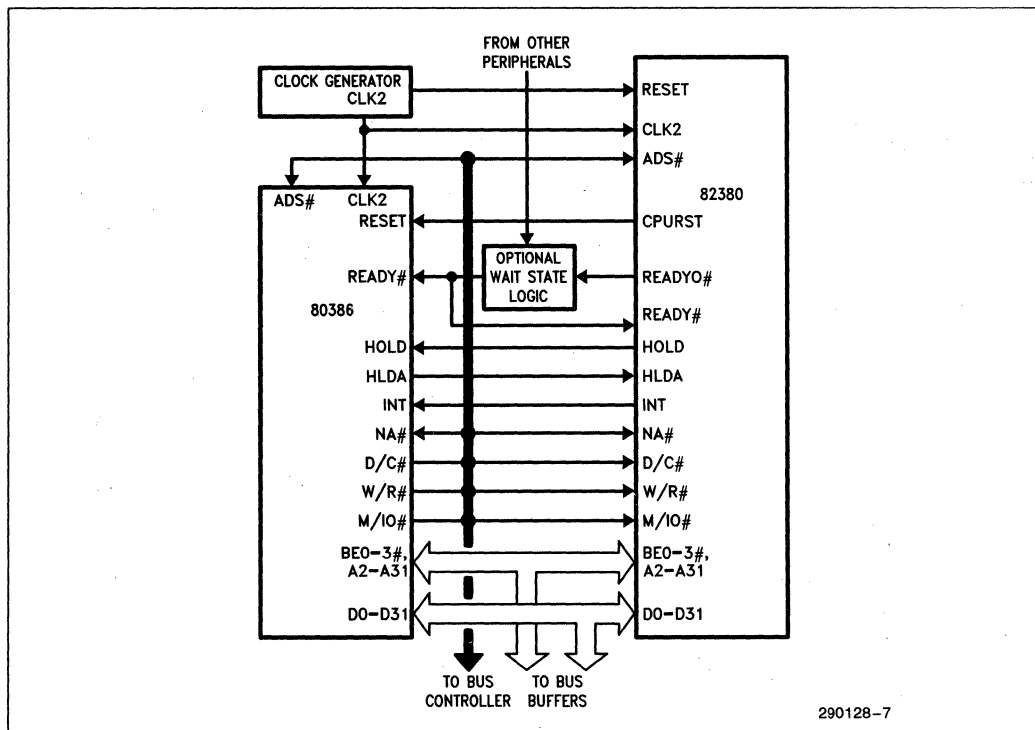 FROM OTHER
PERIPHERALS
CLOCK GENERATOR
CLK2
RESET
CLK2
ADS#
82380
ADS#
CLK2
RESET
CPURST
OPTIONAL
WAIT STATE
LOGIC
READY#
READYO#
80386
READY#
HOLD
HOLD
HLDA
HLDA
INT
INT
NA#
NA#
D/C#
D/C#
W/R#
W/R#
M/IO#
M/IO#
BE0-3#,
A2-A31
BE0-3#,
A2-A31
D0-D31
D0-D31
TO BUS
CONTROLLER
TO BUS
BUFFERS
290128-7